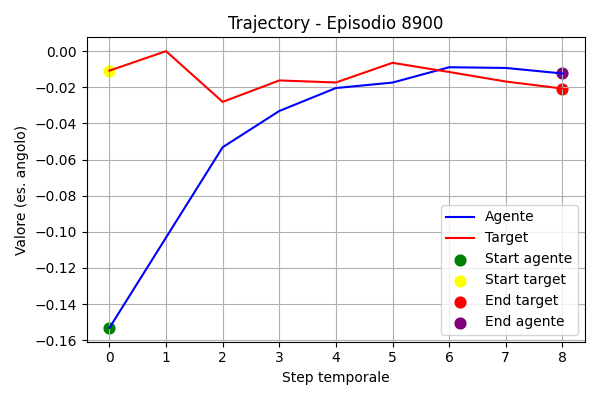 Trajectory - Episodio 8900
Valore (es. angolo)
0.00
−0.02
−0.04
−0.06
−0.08
−0.10
−0.12
−0.14
−0.16
Agente
Target
Start agente
Start target
End target
End agente
0 1 2 3 4 5 6 7 8
Step temporale